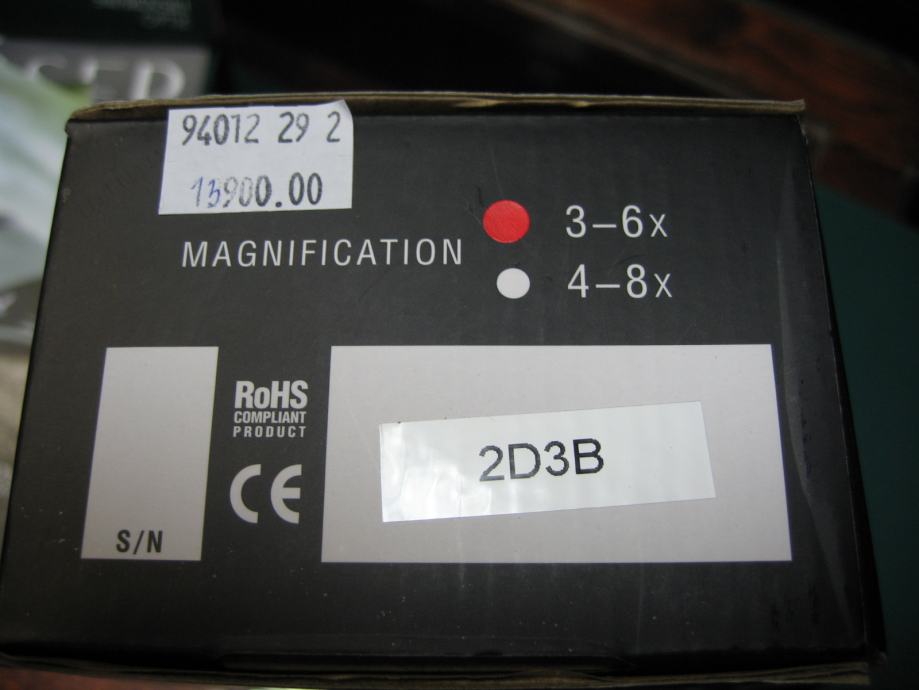 94012 29 2
13900.00
MAGNIFICATION
3–6x
4–8x
RoHS
COMPLIANT
PRODUCT
CE
S/N
2D3B